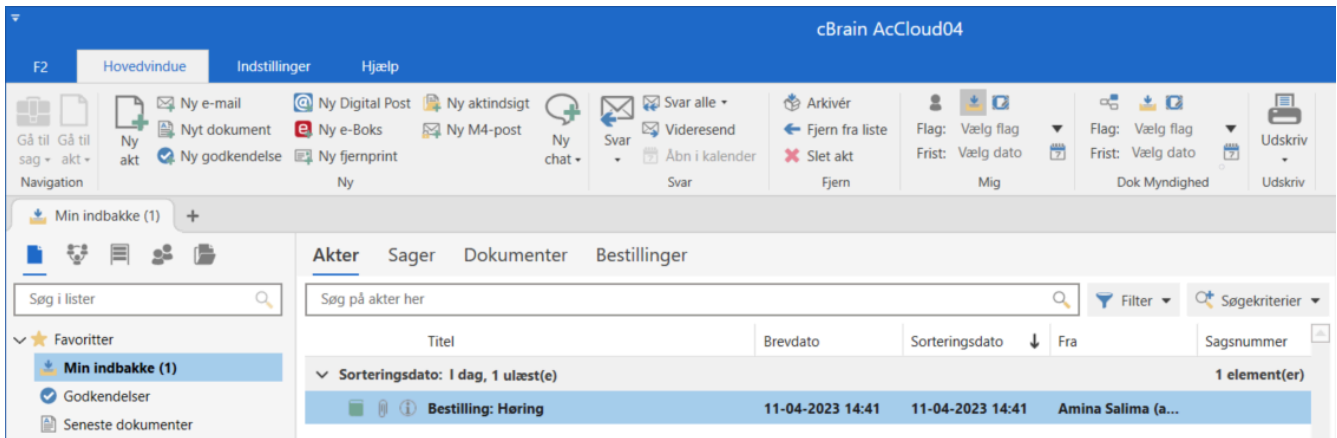 cBrain AcCloud04
F2 Hovedvindue Indstillinger Hjælp
Gå til sag Gå til akt
Navigation
Ny akt
Ny e-mail
Nyt dokument
Ny godkendelse
Ny Digital Post
Ny e-Boks
Ny fjernprint
Ny aktindsigt
Ny M4-post
Ny chat
Ny
Svar
Svar alle
Videresend
Åbn i kalender
Svar
Arkivér
Fjern fra liste
Slet akt
Fjern
Flag: Vælg flag
Frist: Vælg dato
Mig
Flag: Vælg flag
Frist: Vælg dato
Dok Myndighed
Udskriv
Udskriv
Min indbakke (1) +
Akter Sager Dokumenter Bestillinger
Søg i lister
Søg på akter her
Filter
Søgekriterier
Favoritter
Min indbakke (1)
Godkendelser
Seneste dokumenter
Titel Brevdato Sorteringsdato Fra Sagsnummer
Sorteringsdato: I dag, 1 ulæst(e) 1 element(er)
Bestilling: Høring 11-04-2023 14:41 11-04-2023 14:41 Amina Salima (a...